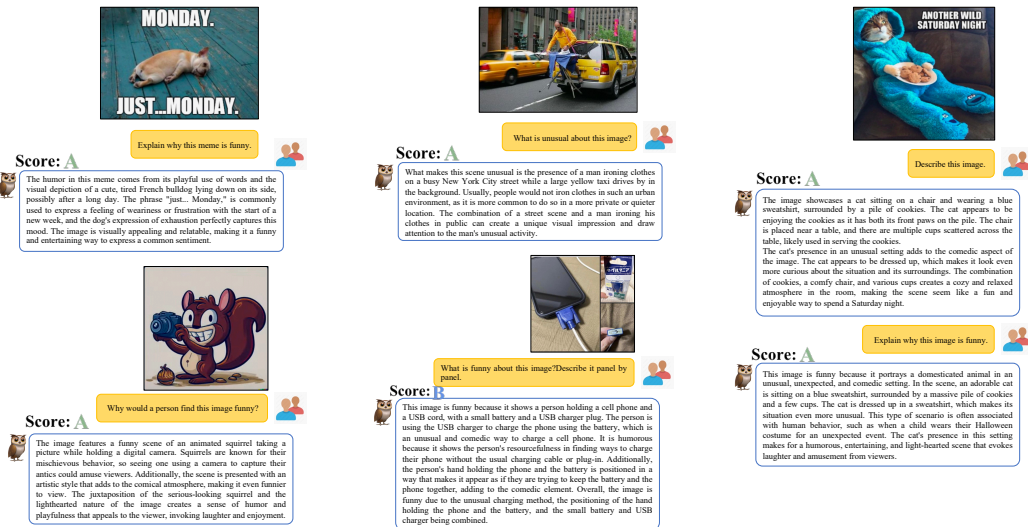 MONDAY.
JUST...MONDAY.
Explain why this meme is funny.
Score: A
The humor in this meme comes from its playful use of words and the
visual depiction of a cute, tired French bulldog lying down on its side,
possibly after a long day. The phrase "just... Monday," is commonly
used to express a feeling of weariness or frustration with the start of a
new week, and the dog's expression of exhaustion perfectly captures this
mood. The image is visually appealing and relatable, making it a funny
and entertaining way to express a common sentiment.
Why would a person find this image funny?
Score: A
The image features a funny scene of an animated squirrel taking a
picture while holding a digital camera. Squirrels are known for their
mischievous behavior, so seeing one using a camera to capture their
antics could amuse viewers. Additionally, the scene is presented with an
artistic style that adds to the comical atmosphere, making it even funnier
to view. The juxtaposition of the serious-looking squirrel and the
lighthearted nature of the image creates a sense of humor and
playfulness that appeals to the viewer, invoking laughter and enjoyment.
What is unusual about this image?
Score: A
What makes this scene unusual is the presence of a man ironing clothes
on a busy New York City street while a large yellow taxi drives by in
the background. Usually, people would not iron clothes in such an urban
environment, as it is more common to do so in a more private or quieter
location. The combination of a street scene and a man ironing his
clothes in public can create a unique visual impression and draw
attention to the man's unusual activity.
What is funny about this image?Describe it panel by
panel.
Score: B
This image is funny because it shows a person holding a cell phone and
a USB cord, with a small battery and a USB charger plug. The person is
using the USB charger to charge the phone using the battery, which is
an unusual and comedic way to charge a cell phone. It is humorous
because it shows the person's resourcefulness in finding ways to charge
their phone without the usual charging cable or plug-in. Additionally,
the person's hand holding the phone and the battery is positioned in a
way that makes it appear as if they are trying to keep the battery and the
phone together, adding to the comedic element. Overall, the image is
funny due to the unusual charging method, the positioning of the hand
holding the phone and the battery, and the small battery and USB
charger being combined.
ANOTHER WILD
SATURDAY NIGHT
Describe this image.
Score: A
The image showcases a cat sitting on a chair and wearing a blue
sweatshirt, surrounded by a pile of cookies. The cat appears to be
enjoying the cookies as it has both its front paws on the pile. The chair
is placed near a table, and there are multiple cups scattered across the
table, likely used in serving the cookies.
The cat's presence in an unusual setting adds to the comedic aspect of
the image. The cat appears to be dressed up, which makes it look even
more curious about the situation and its surroundings. The combination
of cookies, a comfy chair, and various cups creates a cozy and relaxed
atmosphere in the room, making the scene seem like a fun and
enjoyable way to spend a Saturday night.
Explain why this image is funny.
Score: A
This image is funny because it portrays a domesticated animal in an
unusual, unexpected, and comedic setting. In the scene, an adorable cat
is sitting on a blue sweatshirt, surrounded by a massive pile of cookies
and a few cups. The cat is dressed up in a sweatshirt, which makes its
situation even more unusual. This type of scenario is often associated
with human behavior, such as when a child wears their Halloween
costume for an unexpected event. The cat's presence in this setting
makes for a humorous, entertaining, and light-hearted scene that evokes
laughter and amusement from viewers.